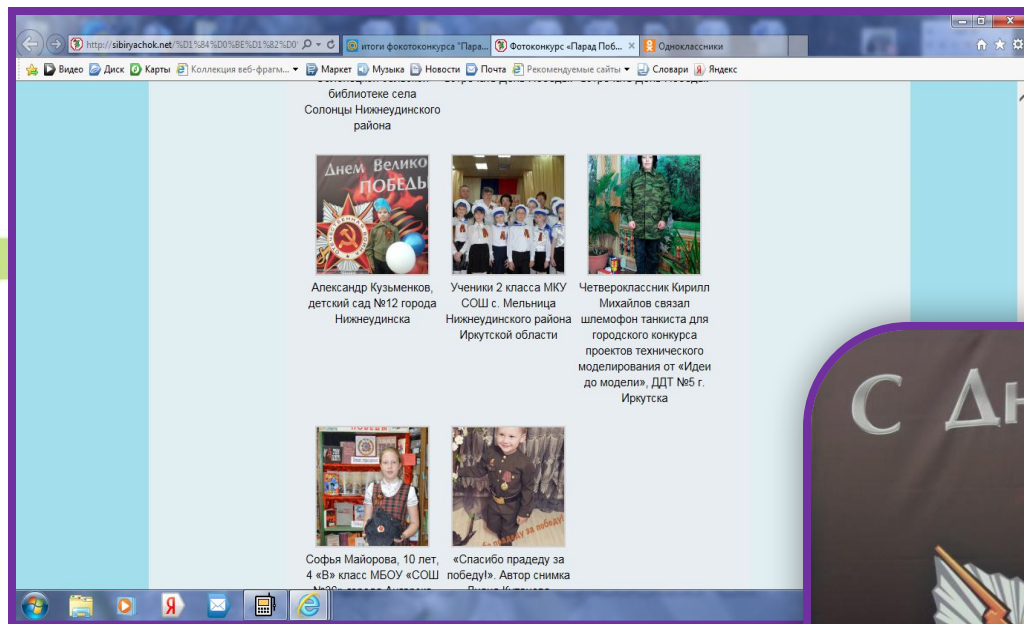 http://sibiryachok.net/%D1%84%D0%BE%D1%82%D0'
итоги фокотоконкурса "Пара...
Фотоконкурс «Парад Поб...
Одноклассники
Видео
Диск
Карты
Коллекция веб-фрагм...
Маркет
Музыка
Новости
Почта
Рекомендуемые сайты
Словари
Яндекс
библиотеке села
Солонцы Нижнеудинского
района
Днем Велико
ПОБЕДЫ
Александр Кузьменков,
детский сад №12 города
Нижнеудинска
Ученики 2 класса МКУ
СОШ с. Мельница
Нижнеудинского района
Иркутской области
Четвероклассник Кирилл
Михайлов связал
шлемофон танкиста для
городского конкурса
проектов технического
моделирования от «Идеи
до модели», ДДТ №5 г.
Иркутска
Софья Майорова, 10 лет,
4 «В» класс МБОУ «СОШ
«Спасибо прадеду за
победу!». Автор снимка
С Дн